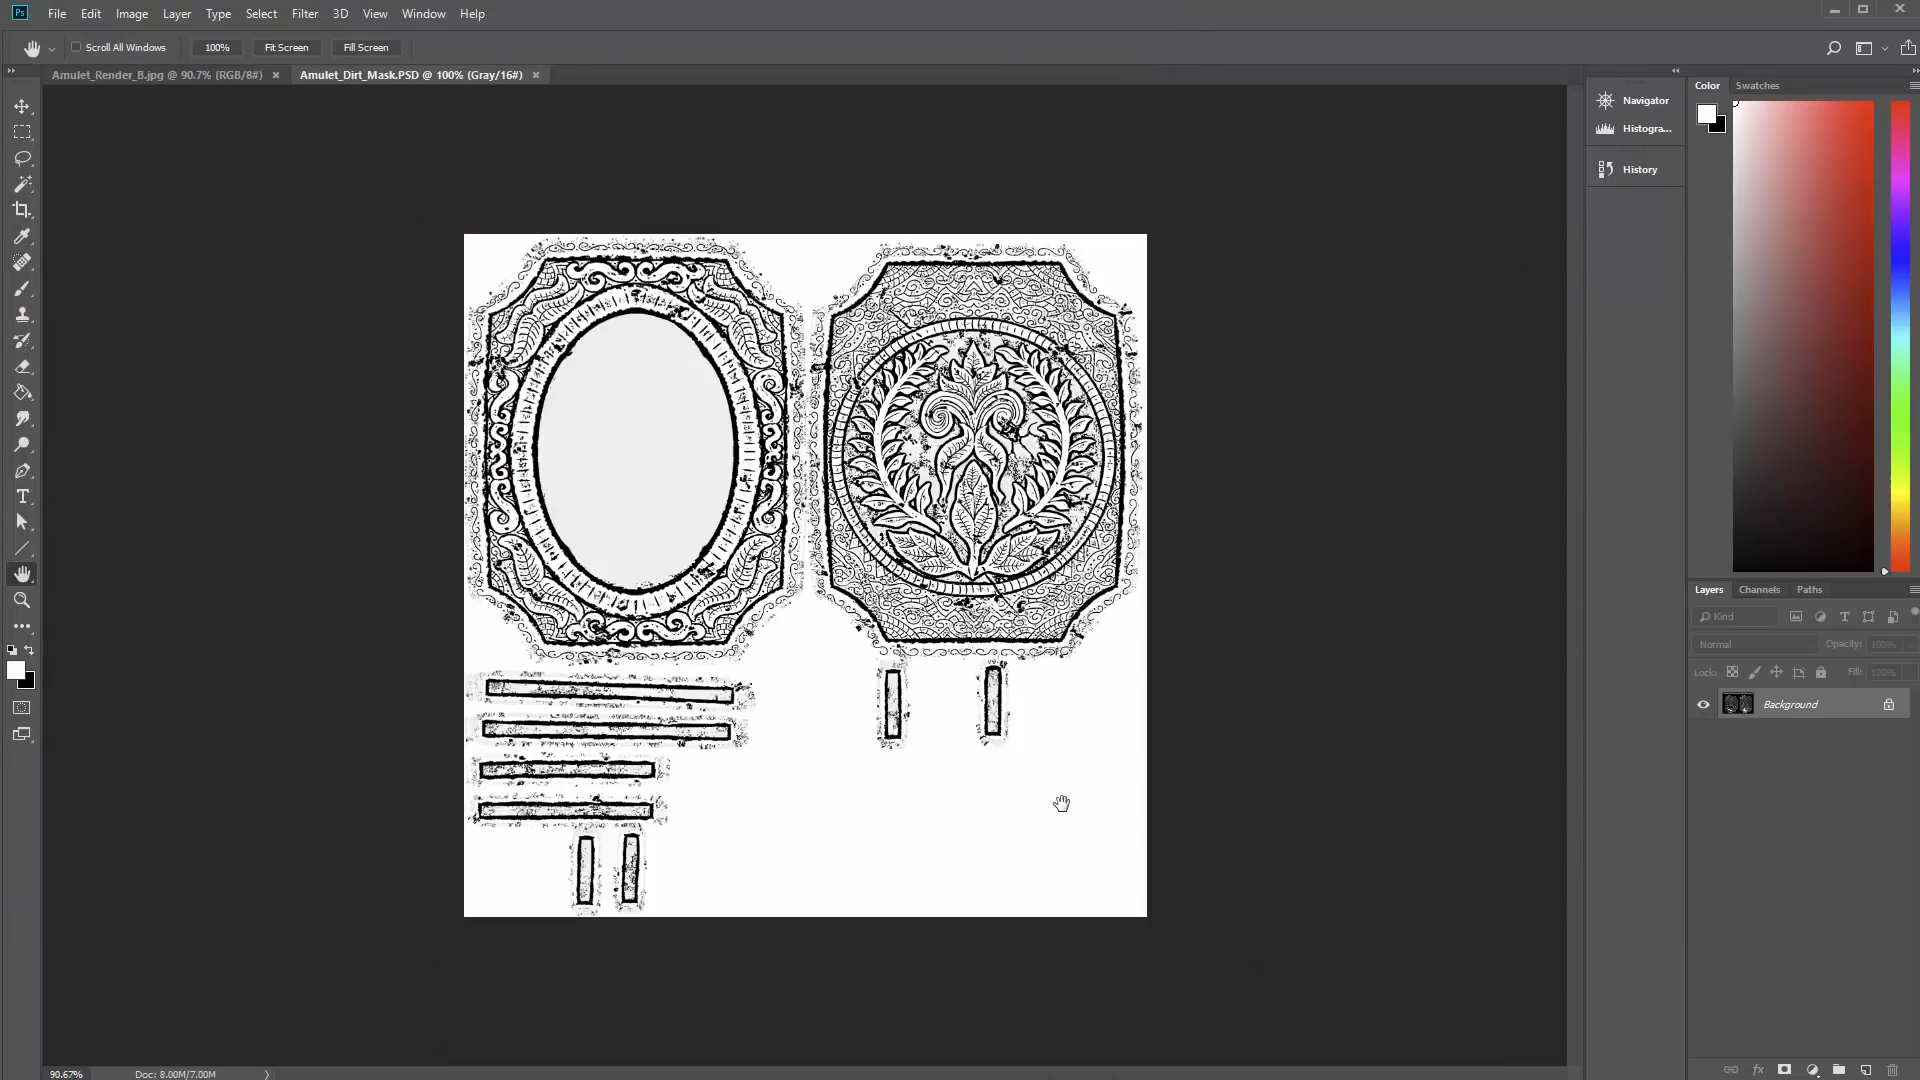 Ps File Edit Image Layer Type Select Filter 3D View Window Help
Scroll All Windows 100% Fit Screen Fill Screen
Amulet_Render_B.jpg @ 90.7% (RGB/8#) × Amulet_Dirt_Mask.PSD @ 100% (Gray/16#) ×
Color Swatches
Navigator
Histogra...
History
Layers Channels Paths
Kind
Normal Opacity: 100%
Lock: Fill: 100%
Background
90.67% Doc: 8.00M/7.00M